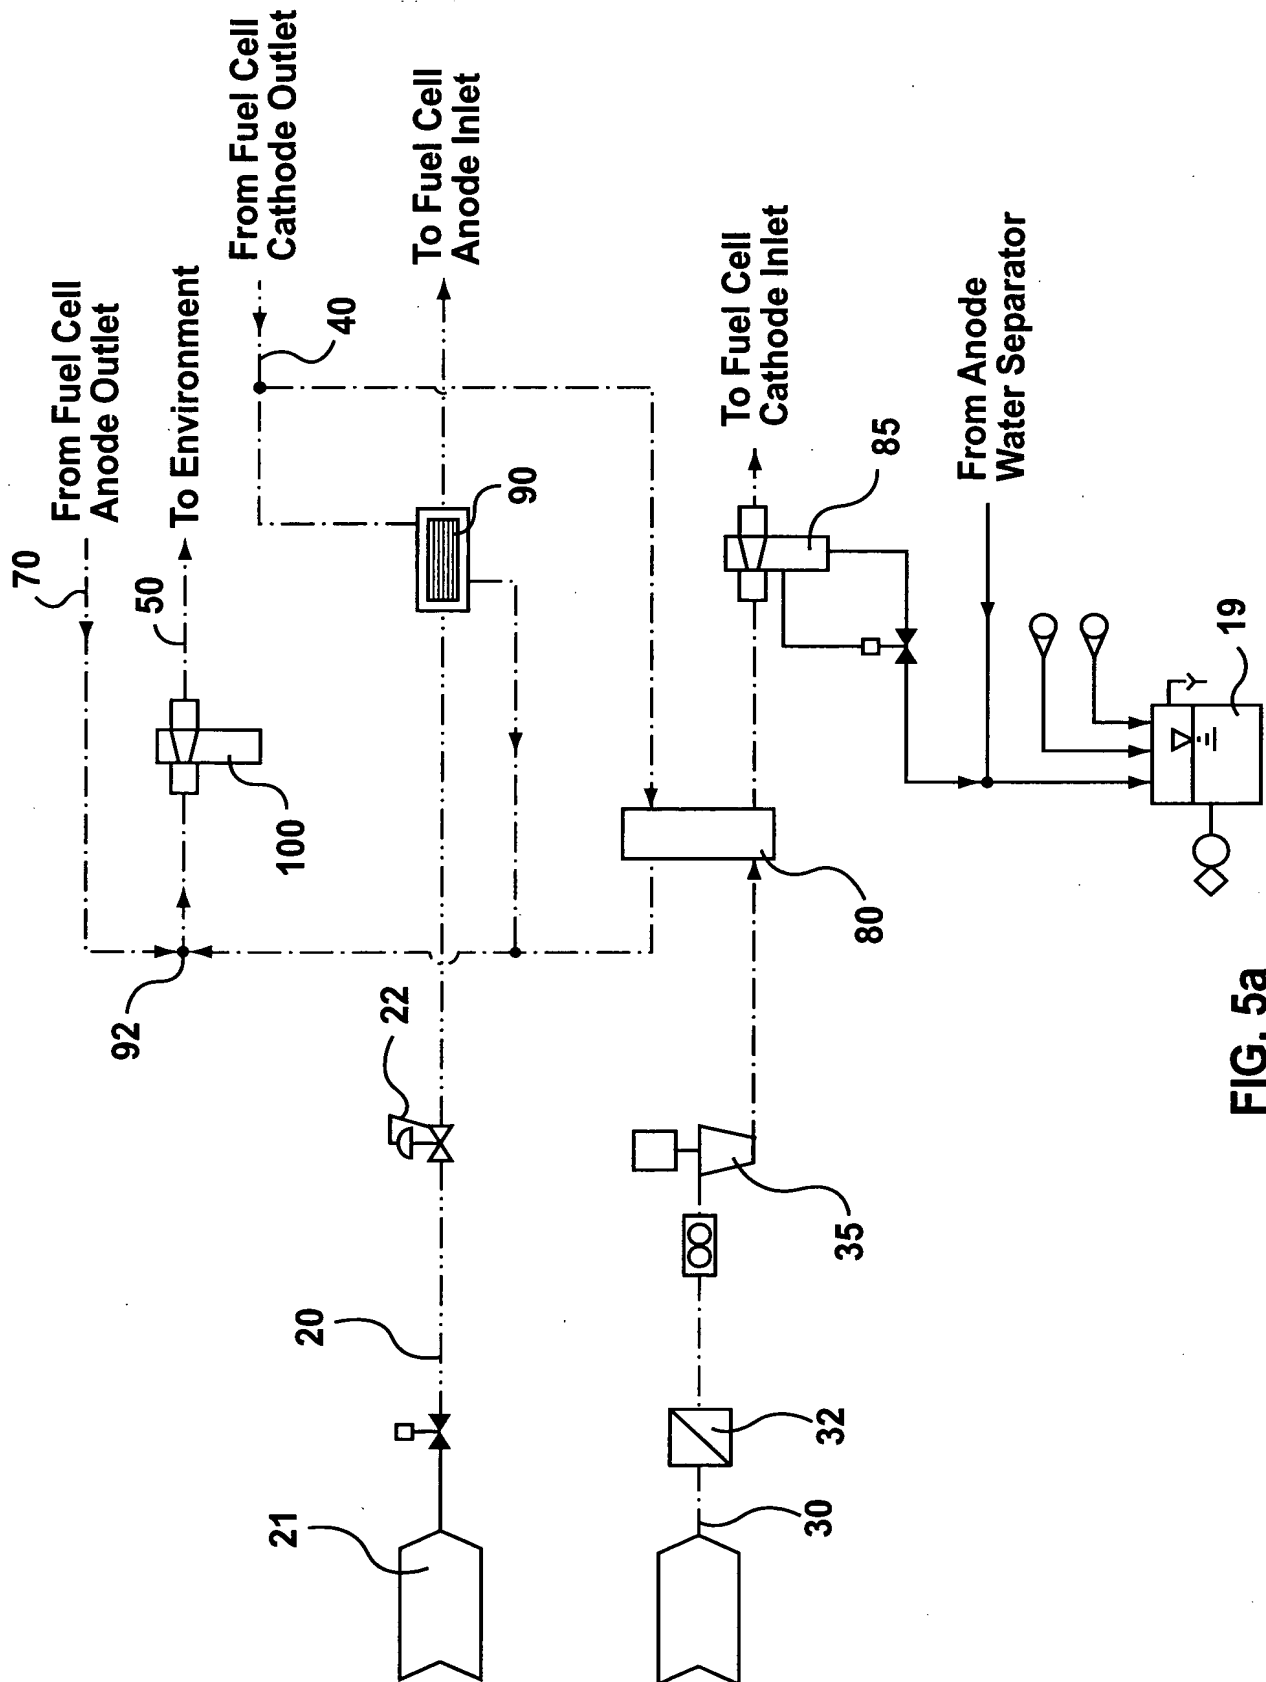 From Fuel Cell
Anode Outlet
To Environment
From Fuel Cell
Cathode Outlet
To Fuel Cell
Anode Inlet
To Fuel Cell
Cathode Inlet
From Anode
Water Separator
70
50
40
100
90
92
22
85
80
19
20
35
21
32
30
FIG. 5a